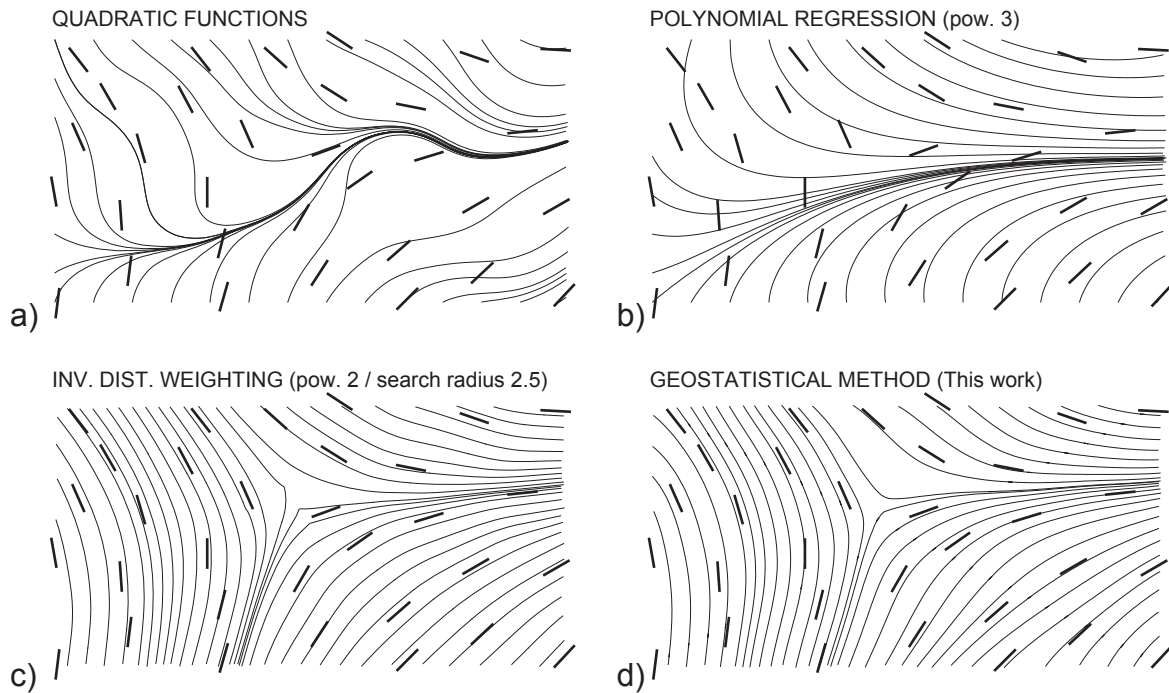 QUADRATIC FUNCTIONS
POLYNOMIAL REGRESSION (pow. 3)
a)
b)
INV. DIST. WEIGHTING (pow. 2 / search radius 2.5)
GEOSTATISTICAL METHOD (This work)
c)
d)